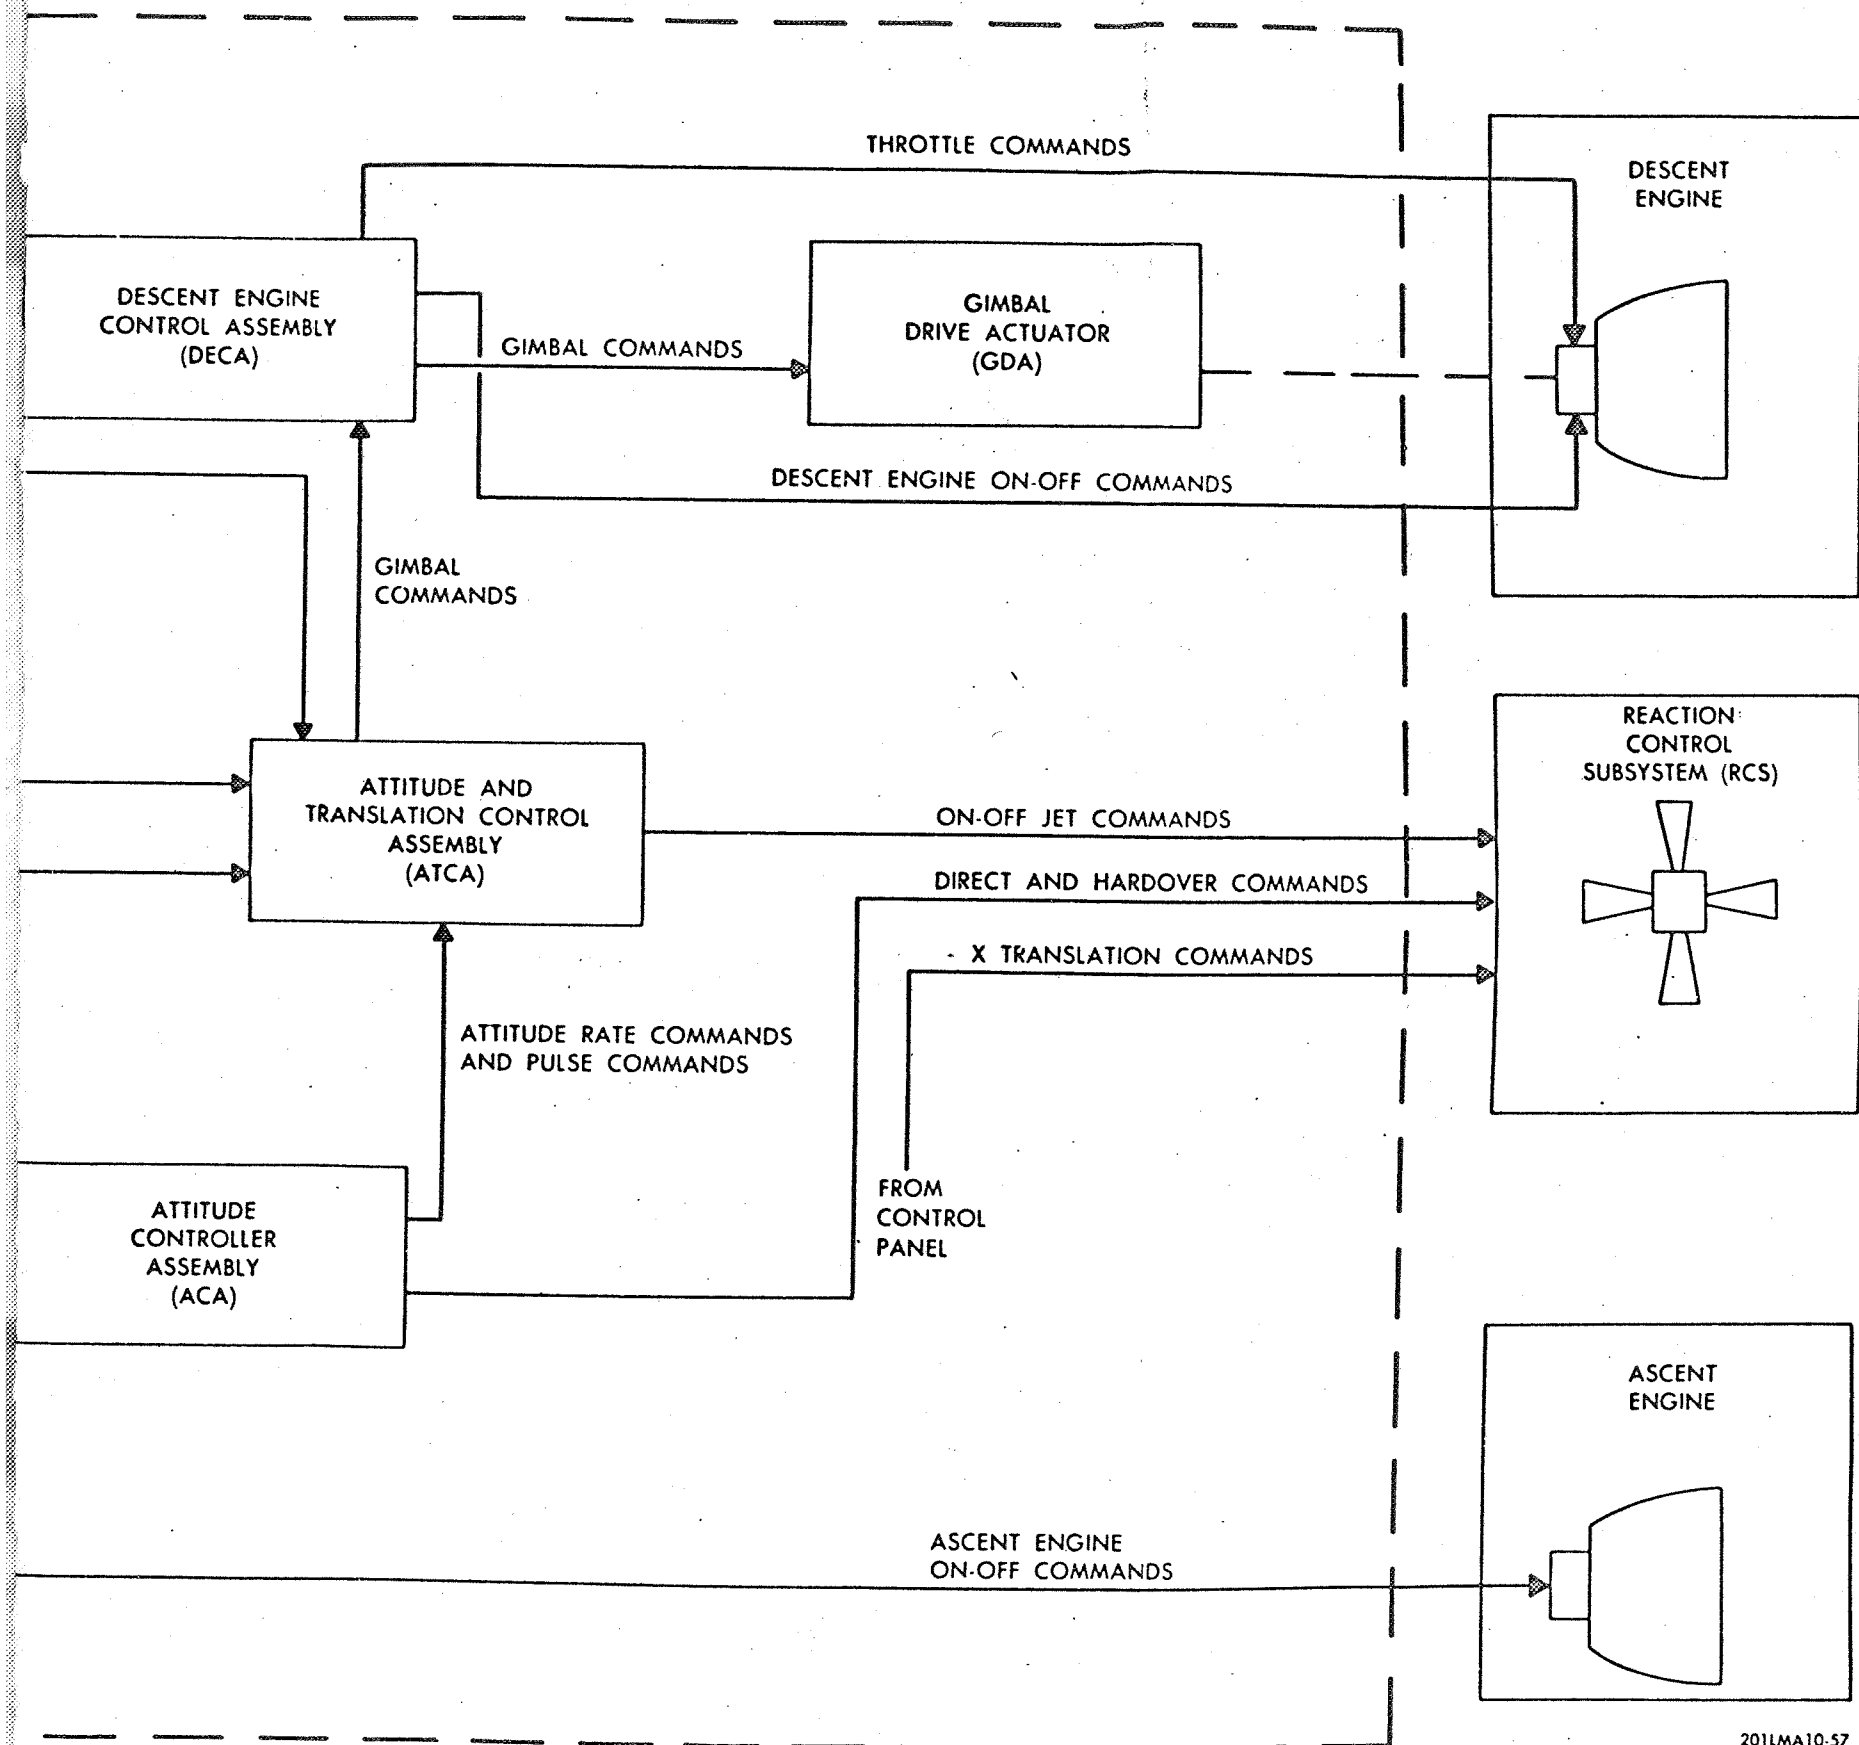 THROTTLE COMMANDS
DESCENT
ENGINE
DESCENT ENGINE
CONTROL ASSEMBLY
(DECA)
GIMBAL COMMANDS
GIMBAL
DRIVE ACTUATOR
(GDA)
DESCENT ENGINE ON-OFF COMMANDS
GIMBAL
COMMANDS
REACTION
CONTROL
SUBSYSTEM (RCS)
ATTITUDE AND
TRANSLATION CONTROL
ASSEMBLY
(ATCA)
ON-OFF JET COMMANDS
DIRECT AND HARDOVER COMMANDS
- X TRANSLATION COMMANDS
ATTITUDE RATE COMMANDS
AND PULSE COMMANDS
FROM
CONTROL
PANEL
ATTITUDE
CONTROLLER
ASSEMBLY
(ACA)
ASCENT
ENGINE
ASCENT ENGINE
ON-OFF COMMANDS
201LMA10-57